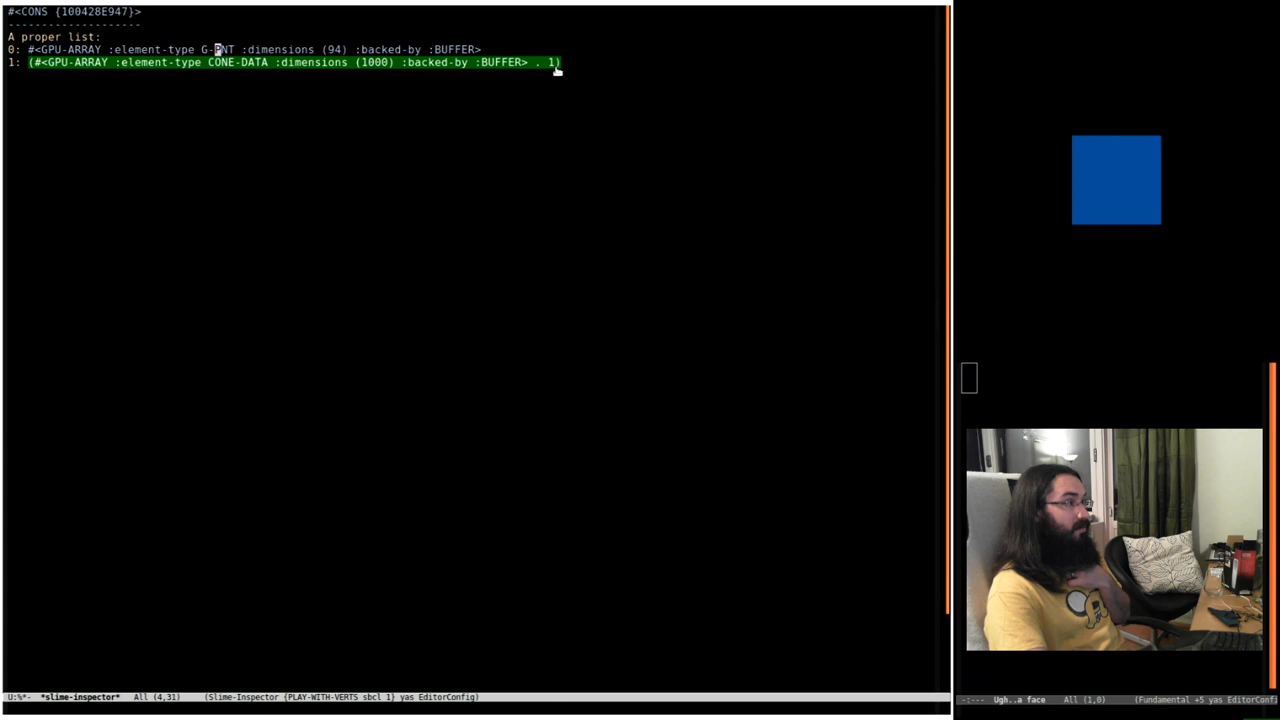 #<CONS {100428E947}>
--------------------
A proper list:
0: #<GPU-ARRAY :element-type G-PNT :dimensions (94) :backed-by :BUFFER>
1: (#<GPU-ARRAY :element-type CONE-DATA :dimensions (1000) :backed-by :BUFFER> . 1)
U:%*-  *slime-inspector*  All (4,31)  (Slime-Inspector {PLAY-WITH-VERTS sbcl 1} yas EditorConfig)
-:---  Ugh..a face  All (1,0)  (Fundamental +5 yas EditorConf